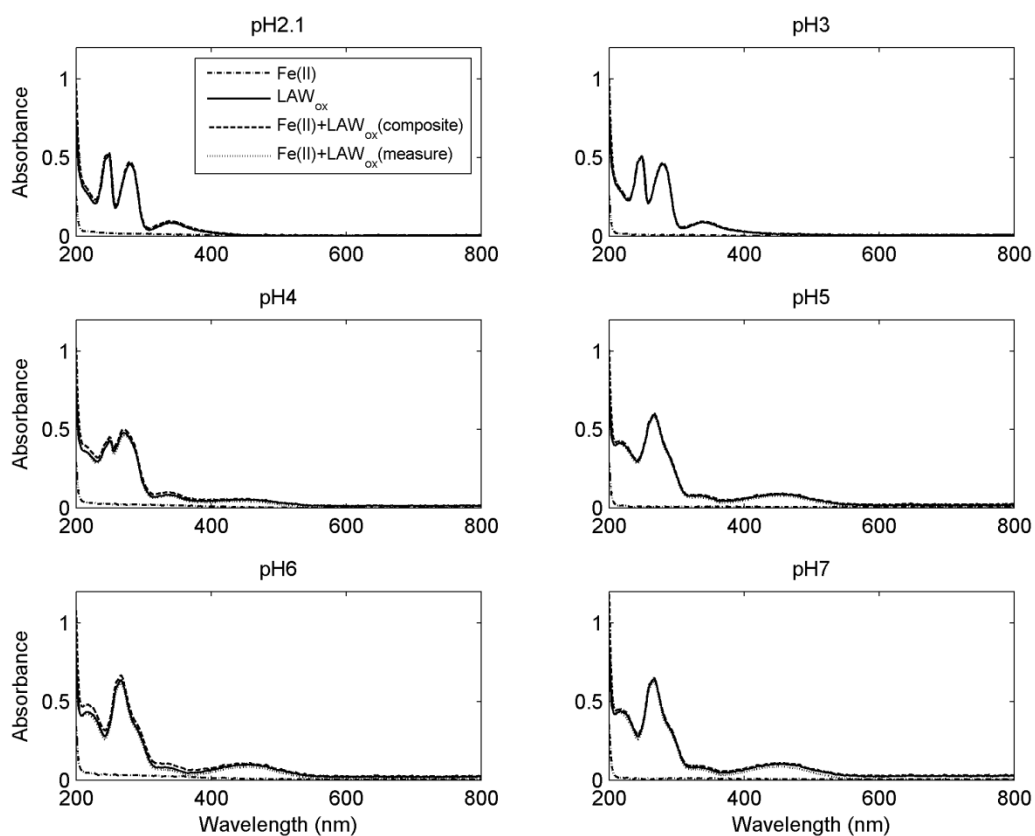 pH2.1
Absorbance
1
0.5
0
200 400 600 800
Fe(II)
LAWox
Fe(II)+LAWox(composite)
Fe(II)+LAWox(measure)
pH3
1
0.5
0
200 400 600 800
pH4
Absorbance
1
0.5
0
200 400 600 800
pH5
1
0.5
0
200 400 600 800
pH6
Absorbance
1
0.5
0
200 400 600 800
Wavelength (nm)
pH7
1
0.5
0
200 400 600 800
Wavelength (nm)